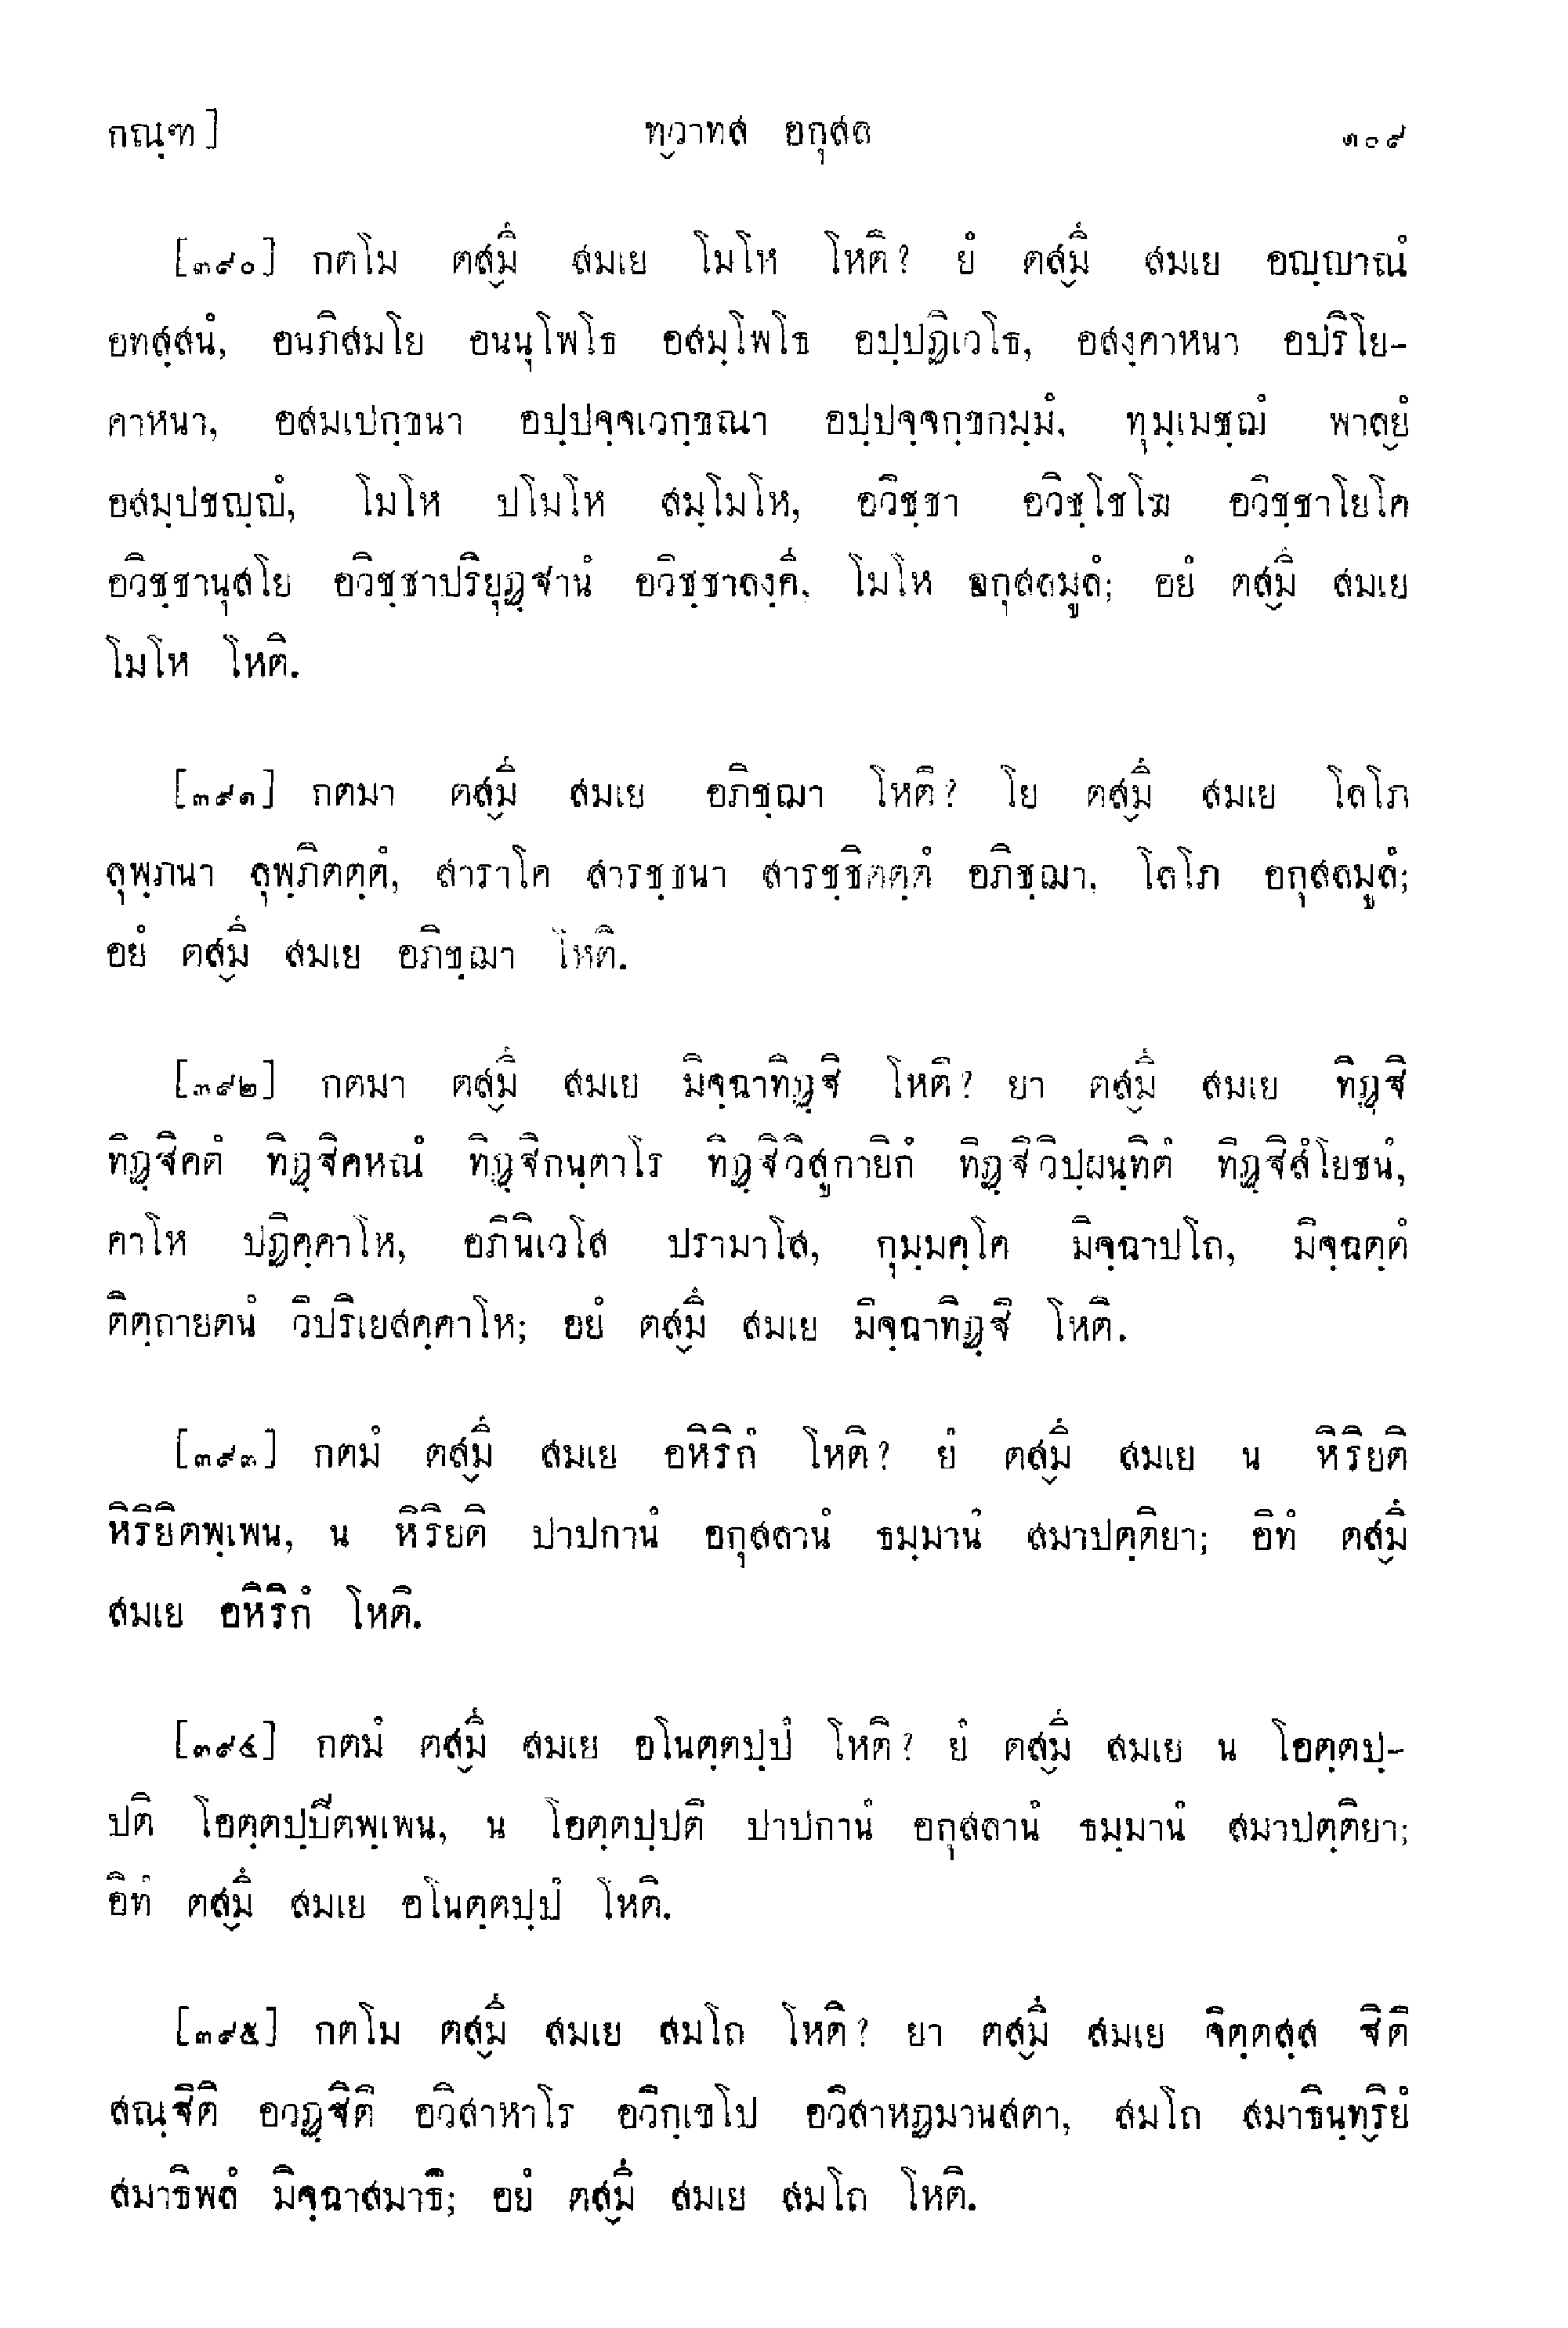 กณฺฑ]
ทฺวาทส อกุสล
๑๐๙
[๓๙๐] กตโม ตสฺมึ สมเย โมโห โหติ? ยํ ตสฺมึ สมเย อญฺญาณํ
อทสฺสนํ, อนภิสมโย อนนุโพโธ อสมฺโพโธ อปฺปฏิเวโธ, อสงฺคาหนา อปริโย-
คาหนา, อสมเปกฺขนา อปฺปจฺจเวกฺขณา อปฺปจฺจกฺขกมฺมํ, ทุมฺเมชฺฌํ พาลฺยํ
อสมฺปชญฺญํ, โมโห ปโมโห สมฺโมโห, อวิชฺชา อวิชฺโชโฆ อวิชฺชาโยโค
อวิชฺชานุสโย อวิชฺชาปริยุฏฺฐานํ อวิชฺชาลงฺคี, โมโห อกุสลมูลํ; อยํ ตสฺมึ สมเย
โมโห โหติ.
[๓๙๑] กตมา ตสฺมึ สมเย อภิชฺฌา โหติ? โย ตสฺมึ สมเย โลโภ
ลุพฺภนา ลุพฺภิตตฺตํ, สาราโค สารชฺชนา สารชฺชิตตฺตํ อภิชฺฌา, โลโภ อกุสลมูลํ;
อยํ ตสฺมึ สมเย อภิชฺฌา โหติ.
[๓๙๒] กตมา ตสฺมึ สมเย มิจฺฉาทิฏฺฐิ โหติ? ยา ตสฺมึ สมเย ทิฏฺฐิ
ทิฏฺฐิคตํ ทิฏฺฐิคหณํ ทิฏฺฐิกนฺตาโร ทิฏฺฐิวิสูกายิกํ ทิฏฺฐิวิปฺผนฺทิตํ ทิฏฺฐิสํโยชนํ,
คาโห ปฏิคฺคาโห, อภินิเวโส ปรามาโส, กุมฺมคฺโค มิจฺฉาปโถ, มิจฺฉตฺตํ
ติตฺถายตนํ วิปริเยสคฺคาโห; อยํ ตสฺมึ สมเย มิจฺฉาทิฏฺฐิ โหติ.
[๓๙๓] กตมํ ตสฺมึ สมเย อหิริกํ โหติ? ยํ ตสฺมึ สมเย น หิริยติ
หิริยิตพฺเพน, น หิริยติ ปาปกานํ อกุสลานํ ธมฺมานํ สมาปตฺติยา; อิทํ ตสฺมึ
สมเย อหิริกํ โหติ.
[๓๙๔] กตมํ ตสฺมึ สมเย อโนตฺตปฺปํ โหติ? ยํ ตสฺมึ สมเย น โอตฺตปฺ-
ปติ โอตฺตปฺปิตพฺเพน, น โอตฺตปฺปติ ปาปกานํ อกุสลานํ ธมฺมานํ สมาปตฺติยา;
อิทํ ตสฺมึ สมเย อโนตฺตปฺปํ โหติ.
[๓๙๕] กตโม ตสฺมึ สมเย สมโถ โหติ? ยา ตสฺมึ สมเย จิตฺตสฺส ฐิติ
สณฺฐิติ อวฏฺฐิติ อวิสาหาโร อวิกฺเขโป อวิสาหฏมานสตา, สมโถ สมาธินฺทฺริยํ
สมาธิพลํ มิจฺฉาสมาธิ; อยํ ตสฺมึ สมเย สมโถ โหติ.